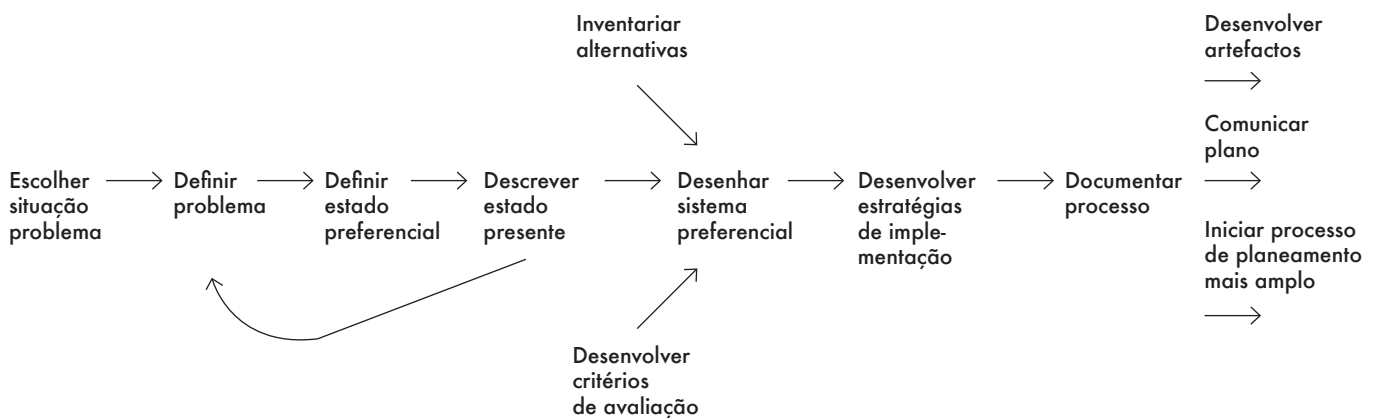 Inventariar
alternativas
Desenvolver
artefactos
Comunicar
plano
Escolher
situação
problema
Definir
problema
Definir
estado
preferencial
Descrever
estado
presente
Desenhar
sistema
preferencial
Desenvolver
estratégias
de imple-
mentação
Documentar
processo
Iniciar processo
de planeamento
mais amplo
Desenvolver
critérios
de avaliação